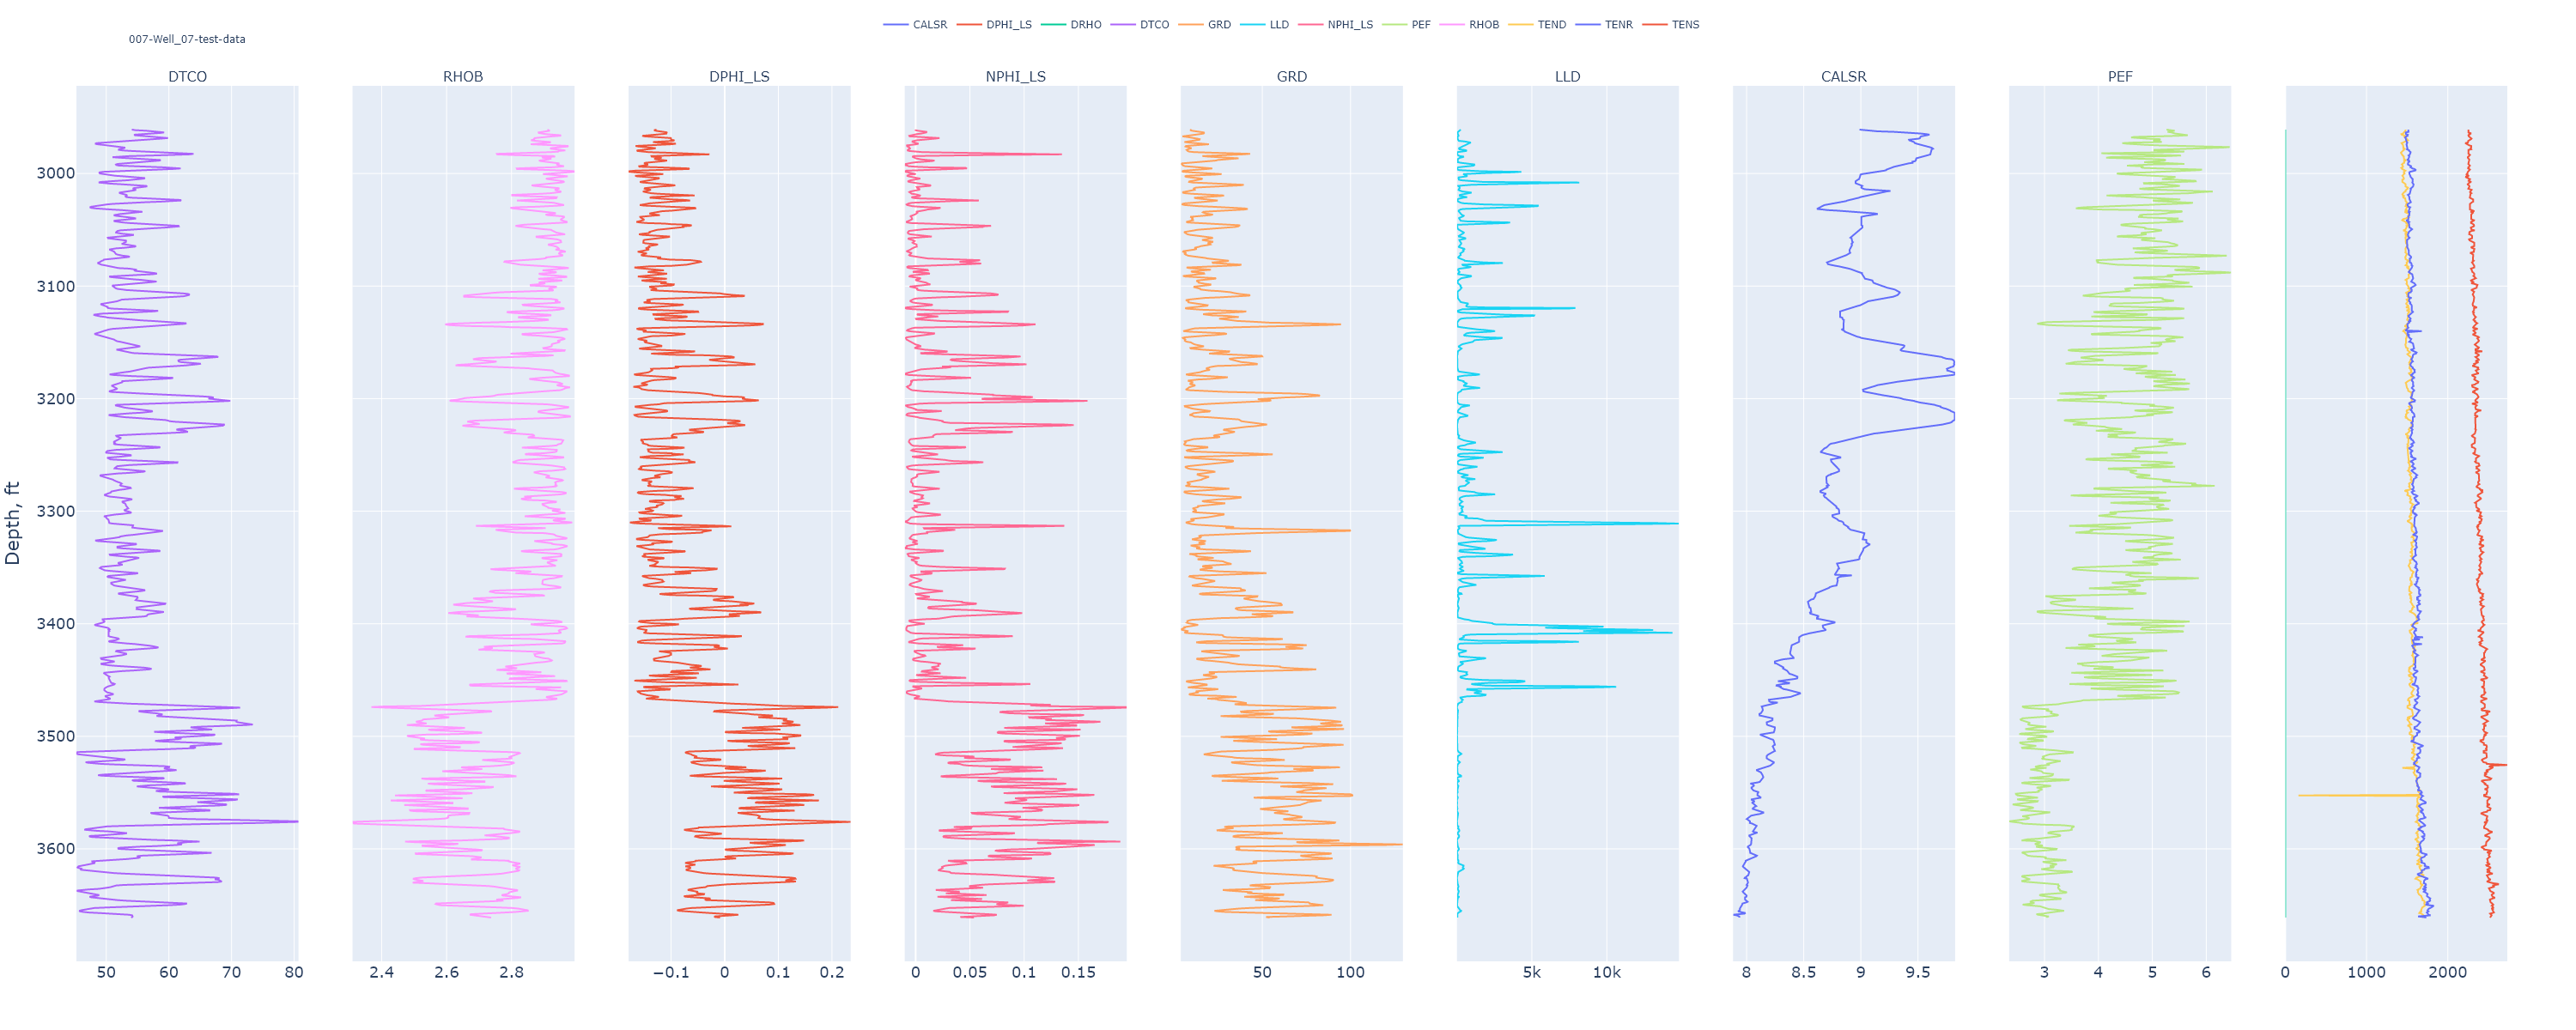 CALSR DPHI_LS DRHO DTCO GRD LLD NPHI_LS PEF RHOB TEND TENR TENS
007-Well_07-test-data
DTCO RHOB DPHI_LS NPHI_LS GRD LLD CALSR PEF
Depth, ft
3000
3100
3200
3300
3400
3500
3600
50 60 70 80 2.4 2.6 2.8 −0.1 0 0.1 0.2 0 0.05 0.1 0.15 50 100 5k 10k 8 8.5 9 9.5 3 4 5 6 0 1000 2000